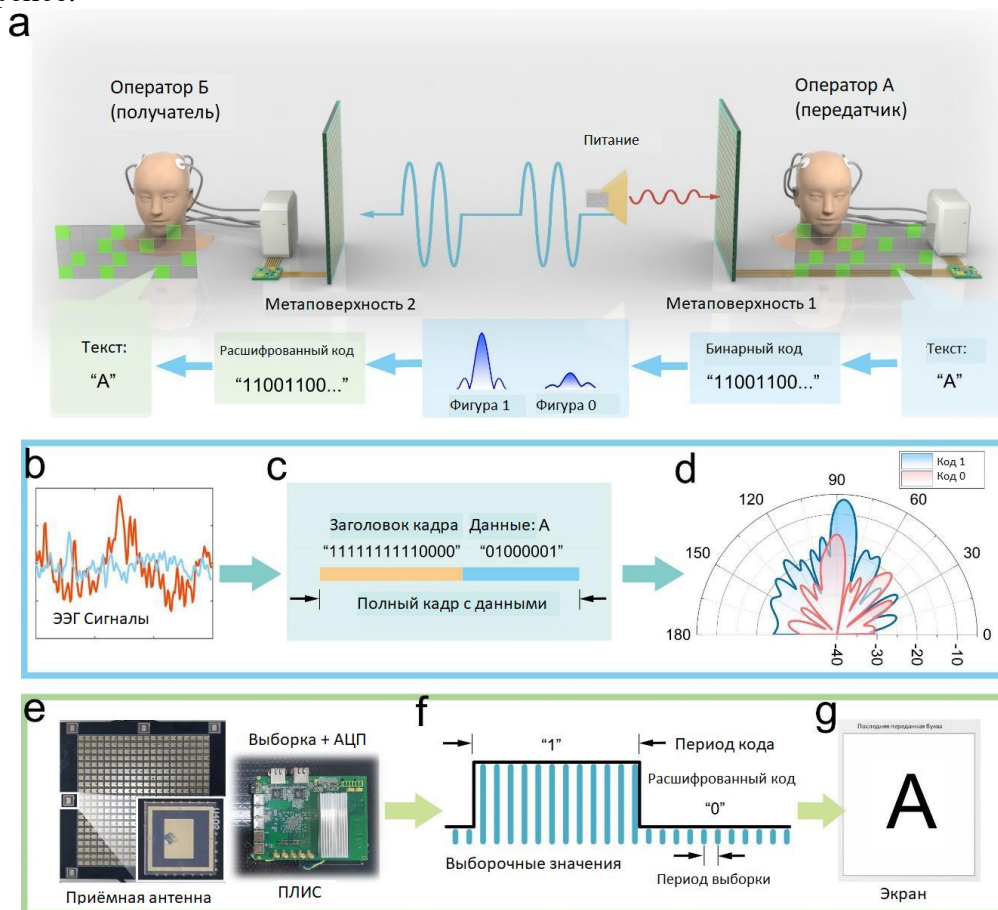 a
Оператор Б
(получатель)
Оператор А
(передатчик)
Питание
Метаповерхность 2
Метаповерхность 1
Текст:
“А”
Расшифрованный код
“11001100...”
Фигура 1
Фигура 0
Бинарный код
“11001100...”
Текст:
“А”
b
ЭЭГ Сигналы
c
Заголовок кадра
Данные: А
“11111111110000”
“01000001”
Полный кадр с данными
d
Код 1
Код 0
90
120
60
150
30
180
0
-40
-30
-20
-10
e
Выборка + АЦП
Приёмная антенна
ПЛИС
f
“1”
Период кода
Расшифрованный код
“0”
Выборочные значения
Период выборки
g
Последняя переданная буква
А
Экран